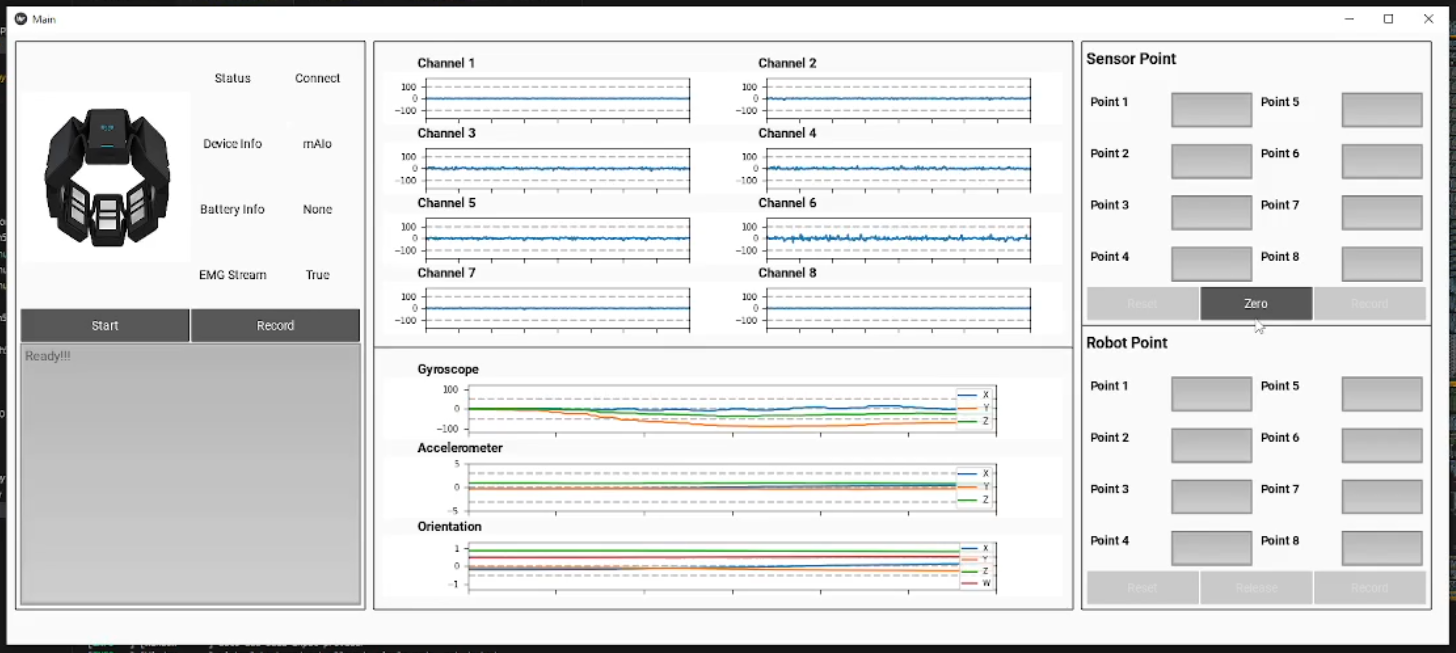 Main
Status Connect
Device Info mAlo
Battery Info None
EMG Stream True
Start Record
Ready!!!
Channel 1 Channel 2
100 100
0 0
−100 −100
Channel 3 Channel 4
100 100
0 0
−100 −100
Channel 5 Channel 6
100 100
0 0
−100 −100
Channel 7 Channel 8
100 100
0 0
−100 −100
Gyroscope
100 X
0 Y
−100 Z
Accelerometer
5 X
0 Y
−5 Z
Orientation
1 X
0 Y
Z
−1 W
Sensor Point
Point 1 Point 5
Point 2 Point 6
Point 3 Point 7
Point 4 Point 8
Reset Zero Record
Robot Point
Point 1 Point 5
Point 2 Point 6
Point 3 Point 7
Point 4 Point 8
Reset Release Record